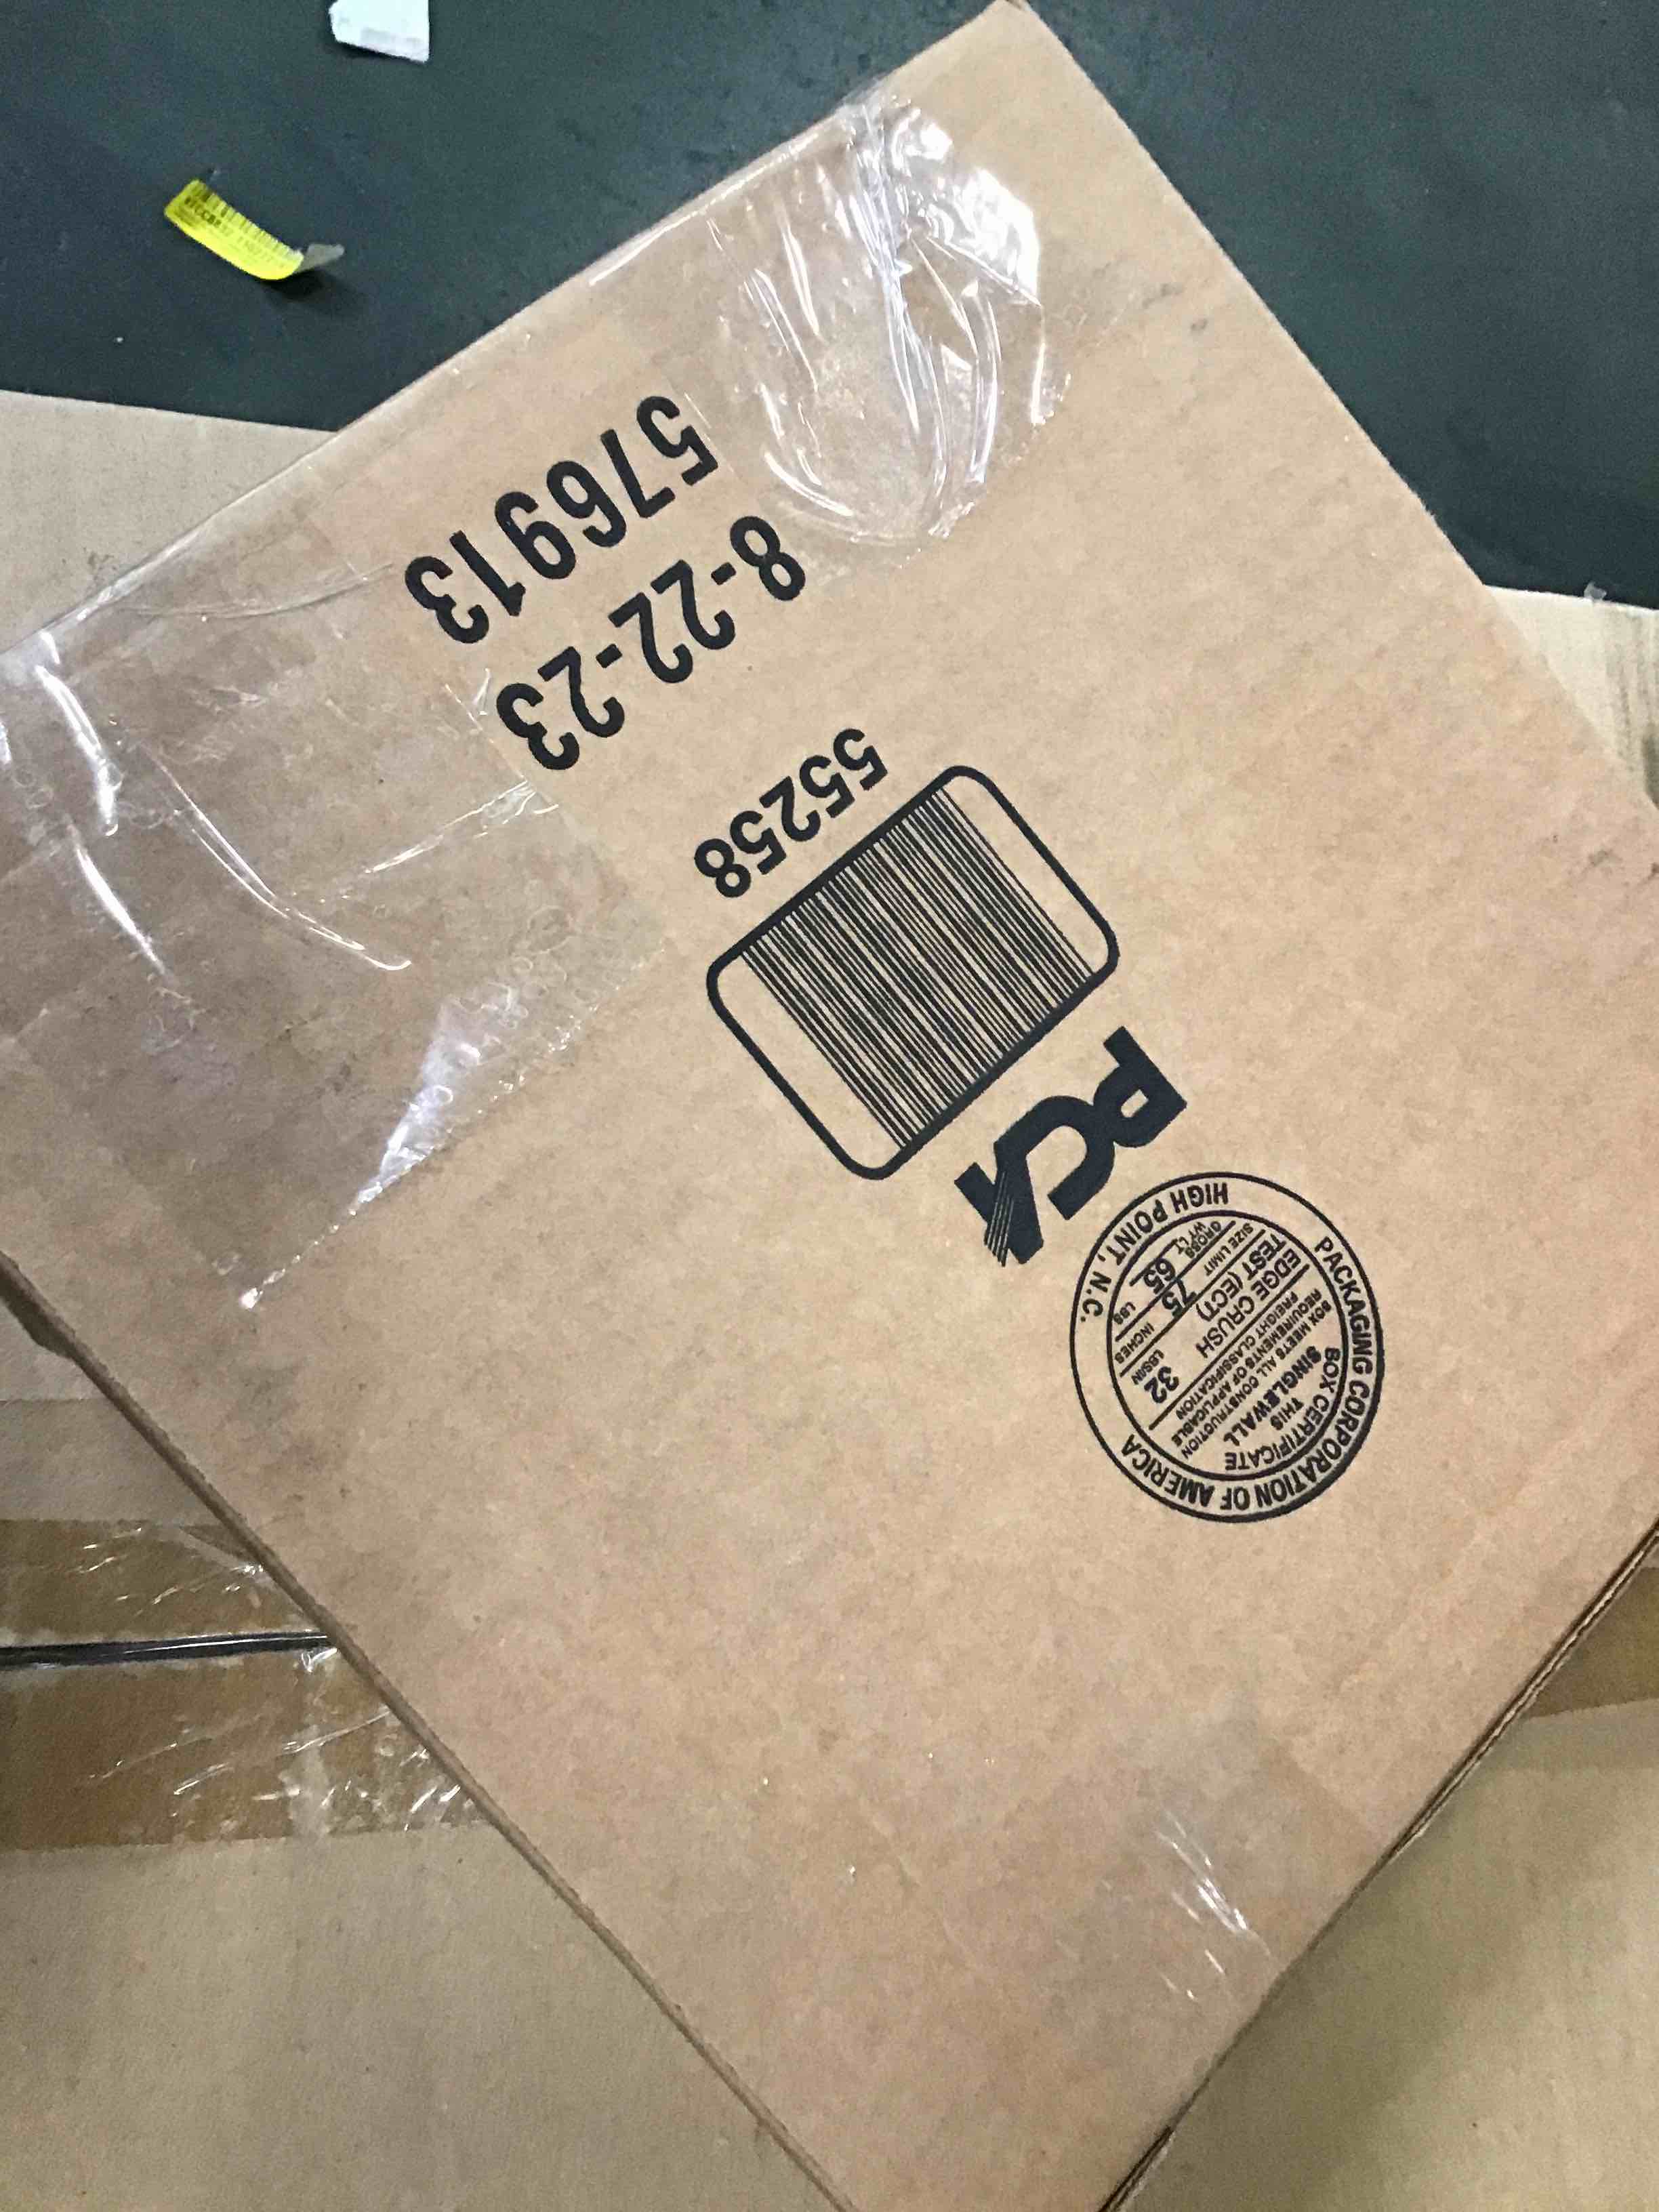 PACKAGING CORPORATION OF AMERICA
BOX CERTIFICATE
THIS
SINGLEWALL
BOX MEETS ALL CONSTRUCTION
REQUIREMENTS OF APPLICABLE
FREIGHT CLASSIFICATION
EDGE CRUSH
TEST (ECT) 32 LBS/IN
SIZE LIMIT 75 INCHES
GROSS
WT LT 65 LBS
HIGH POINT, N.C.
PCA
55258
8-22-23
576913